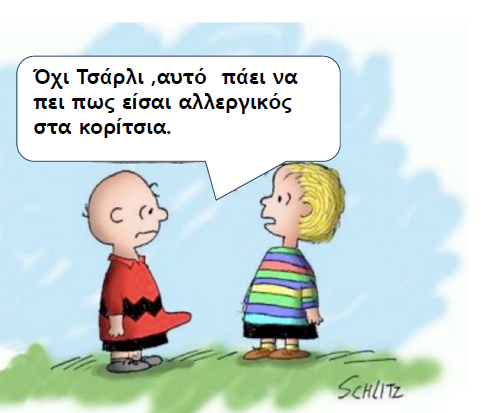 Όχι Τσάρλι ,αυτό  πάει να
πει πως είσαι αλλεργικός
στα κορίτσια.
SCHLITZ